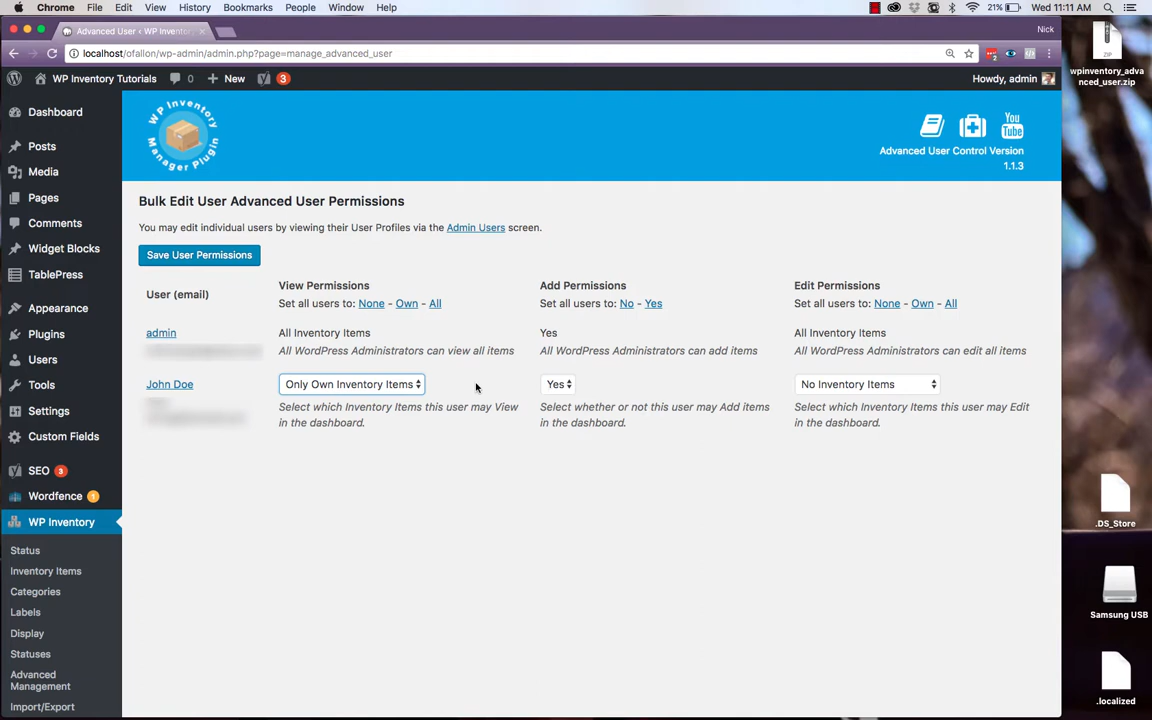 Chrome File Edit View History Bookmarks People Window Help 21% Wed 11:11 AM
Advanced User ‹ WP Inventory Nick
localhost/ofallon/wp-admin/admin.php?page=manage_advanced_user
WP Inventory Tutorials 0 New 3 Howdy, admin
wpinventory_adva
nced_user.zip
WP Inventory
Manager Plugin
You
Tube
Advanced User Control Version
1.1.3
Dashboard
Posts
Media
Pages
Comments
Widget Blocks
TablePress
Appearance
Plugins
Users
Tools
Settings
Custom Fields
SEO 3
Wordfence 1
WP Inventory
Status
Inventory Items
Categories
Labels
Display
Statuses
Advanced
Management
Import/Export
Bulk Edit User Advanced User Permissions
You may edit individual users by viewing their User Profiles via the Admin Users screen.
Save User Permissions
User (email)
View Permissions
Set all users to: None - Own - All
Add Permissions
Set all users to: No - Yes
Edit Permissions
Set all users to: None - Own - All
admin
All Inventory Items
All WordPress Administrators can view all items
Yes
All WordPress Administrators can add items
All Inventory Items
All WordPress Administrators can edit all items
John Doe
Only Own Inventory Items
Select which Inventory Items this user may View
in the dashboard.
Yes
Select whether or not this user may Add items
in the dashboard.
No Inventory Items
Select which Inventory Items this user may Edit
in the dashboard.
.DS_Store
Samsung USB
.localized